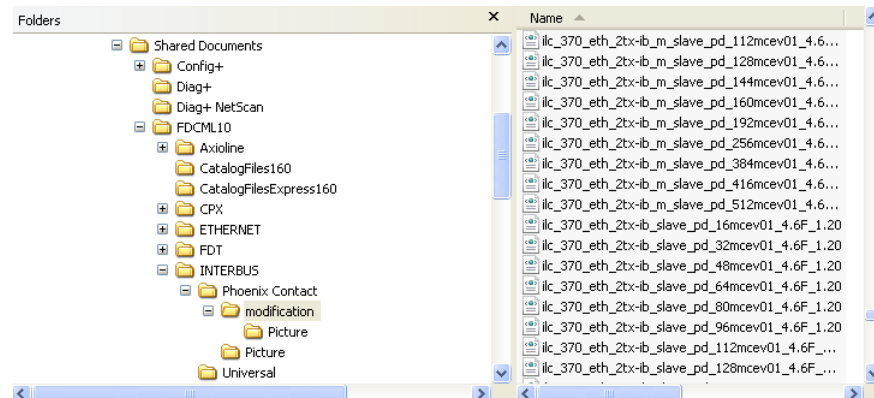 Folders
Shared Documents
Config+
Diag+
Diag+ NetScan
FDCML10
Axioline
CatalogFiles160
CatalogFilesExpress160
CPX
ETHERNET
FDT
INTERBUS
Phoenix Contact
modification
Picture
Picture
Universal
Name
ilc_370_eth_2tx-ib_m_slave_pd_112mcev01_4.6...
ilc_370_eth_2tx-ib_m_slave_pd_128mcev01_4.6...
ilc_370_eth_2tx-ib_m_slave_pd_144mcev01_4.6...
ilc_370_eth_2tx-ib_m_slave_pd_160mcev01_4.6...
ilc_370_eth_2tx-ib_m_slave_pd_192mcev01_4.6...
ilc_370_eth_2tx-ib_m_slave_pd_256mcev01_4.6...
ilc_370_eth_2tx-ib_m_slave_pd_384mcev01_4.6...
ilc_370_eth_2tx-ib_m_slave_pd_416mcev01_4.6...
ilc_370_eth_2tx-ib_m_slave_pd_512mcev01_4.6...
ilc_370_eth_2tx-ib_slave_pd_16mcev01_4.6F_1.20
ilc_370_eth_2tx-ib_slave_pd_32mcev01_4.6F_1.20
ilc_370_eth_2tx-ib_slave_pd_48mcev01_4.6F_1.20
ilc_370_eth_2tx-ib_slave_pd_64mcev01_4.6F_1.20
ilc_370_eth_2tx-ib_slave_pd_80mcev01_4.6F_1.20
ilc_370_eth_2tx-ib_slave_pd_96mcev01_4.6F_1.20
ilc_370_eth_2tx-ib_slave_pd_112mcev01_4.6F_...
ilc_370_eth_2tx-ib_slave_pd_128mcev01_4.6F_...